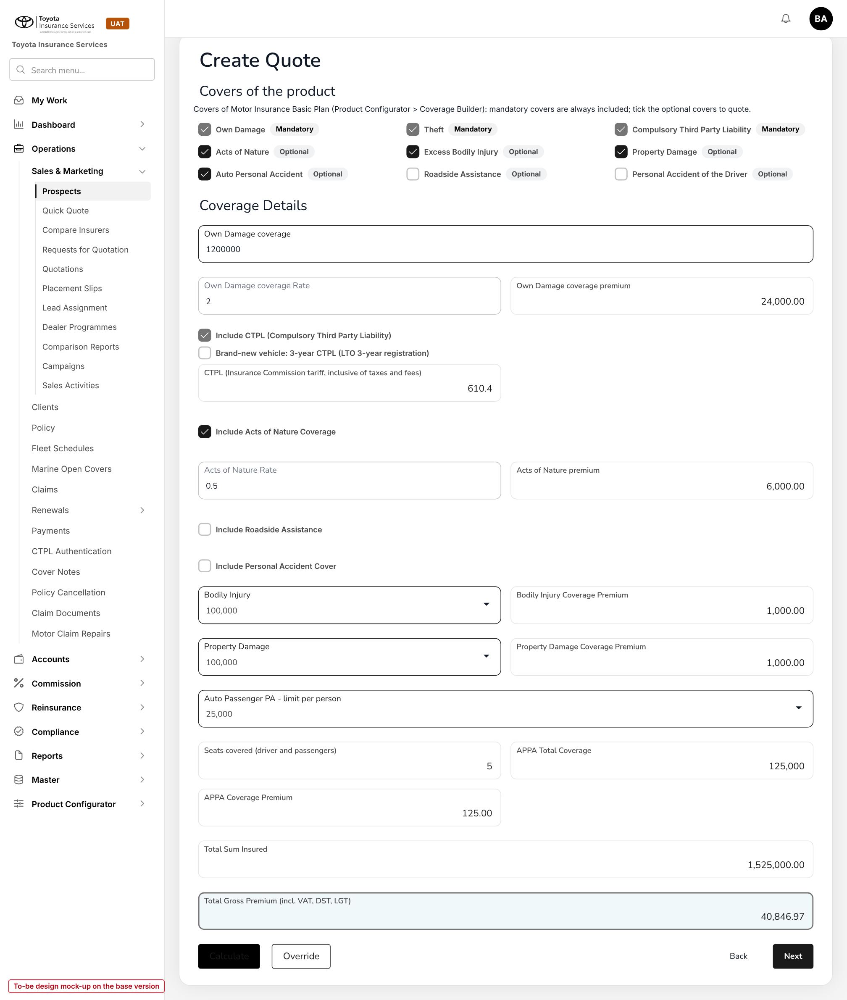 Toyota
Insurance Services
UAT
BA
Toyota Insurance Services
Search menu...
My Work
Dashboard
Operations
Sales & Marketing
Prospects
Quick Quote
Compare Insurers
Requests for Quotation
Quotations
Placement Slips
Lead Assignment
Dealer Programmes
Comparison Reports
Campaigns
Sales Activities
Clients
Policy
Fleet Schedules
Marine Open Covers
Claims
Renewals
Payments
CTPL Authentication
Cover Notes
Policy Cancellation
Claim Documents
Motor Claim Repairs
Accounts
Commission
Reinsurance
Compliance
Reports
Master
Product Configurator
To-be design mock-up on the base version
Create Quote
Covers of the product
Covers of Motor Insurance Basic Plan (Product Configurator > Coverage Builder): mandatory covers are always included; tick the optional covers to quote.
Own Damage Mandatory
Theft Mandatory
Compulsory Third Party Liability Mandatory
Acts of Nature Optional
Excess Bodily Injury Optional
Property Damage Optional
Auto Personal Accident Optional
Roadside Assistance Optional
Personal Accident of the Driver Optional
Coverage Details
Own Damage coverage
1200000
Own Damage coverage Rate
2
Own Damage coverage premium
24,000.00
Include CTPL (Compulsory Third Party Liability)
Brand-new vehicle: 3-year CTPL (LTO 3-year registration)
CTPL (Insurance Commission tariff, inclusive of taxes and fees)
610.4
Include Acts of Nature Coverage
Acts of Nature Rate
0.5
Acts of Nature premium
6,000.00
Include Roadside Assistance
Include Personal Accident Cover
Bodily Injury
100,000
Bodily Injury Coverage Premium
1,000.00
Property Damage
100,000
Property Damage Coverage Premium
1,000.00
Auto Passenger PA - limit per person
25,000
Seats covered (driver and passengers)
5
APPA Total Coverage
125,000
APPA Coverage Premium
125.00
Total Sum Insured
1,525,000.00
Total Gross Premium (incl. VAT, DST, LGT)
40,846.97
Calculate
Override
Back
Next